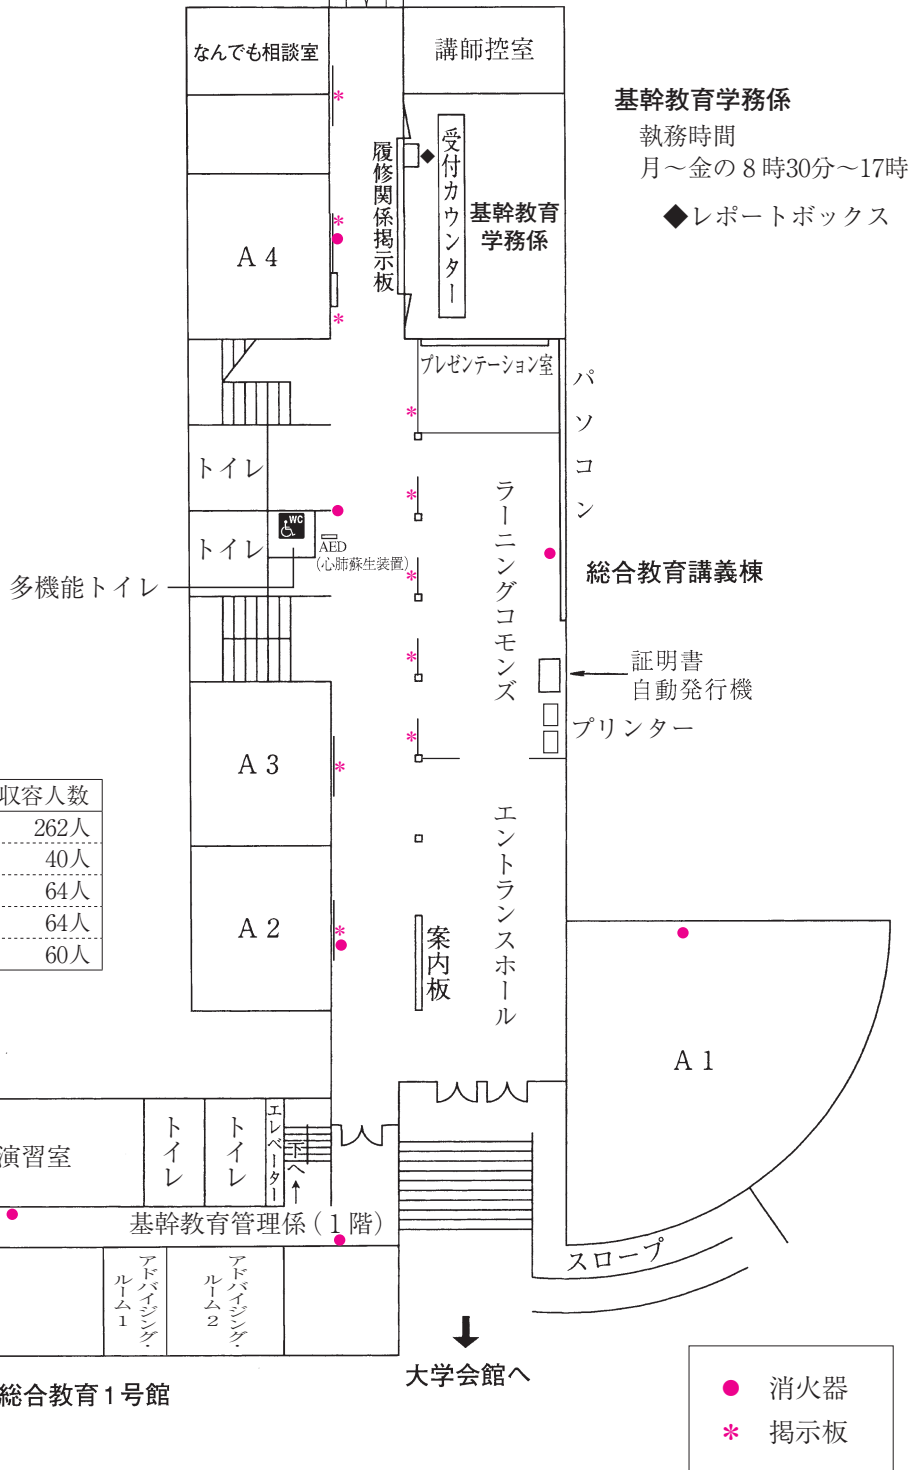 なんでも相談室
講師控室
基幹教育学務係
執務時間
月～金の８時30分～17時
◆レポートボックス
履修関係掲示板
◆
受付カウンター
基幹教育
学務係
A 4
プレゼンテーション室
パソコン
トイレ
トイレ
WC
AED
(心肺蘇生装置)
多機能トイレ
ラーニングコモンズ
総合教育講義棟
証明書
自動発行機
プリンター
A 3
収容人数
262人
40人
64人
64人
60人
A 2
案内板
エントランスホール
A 1
演習室
トイレ
トイレ
エレベーター
下へ
基幹教育管理係(１階)
アドバイジング・
ルーム１
アドバイジング・
ルーム２
スロープ
大学会館へ
総合教育１号館
● 消火器
* 掲示板